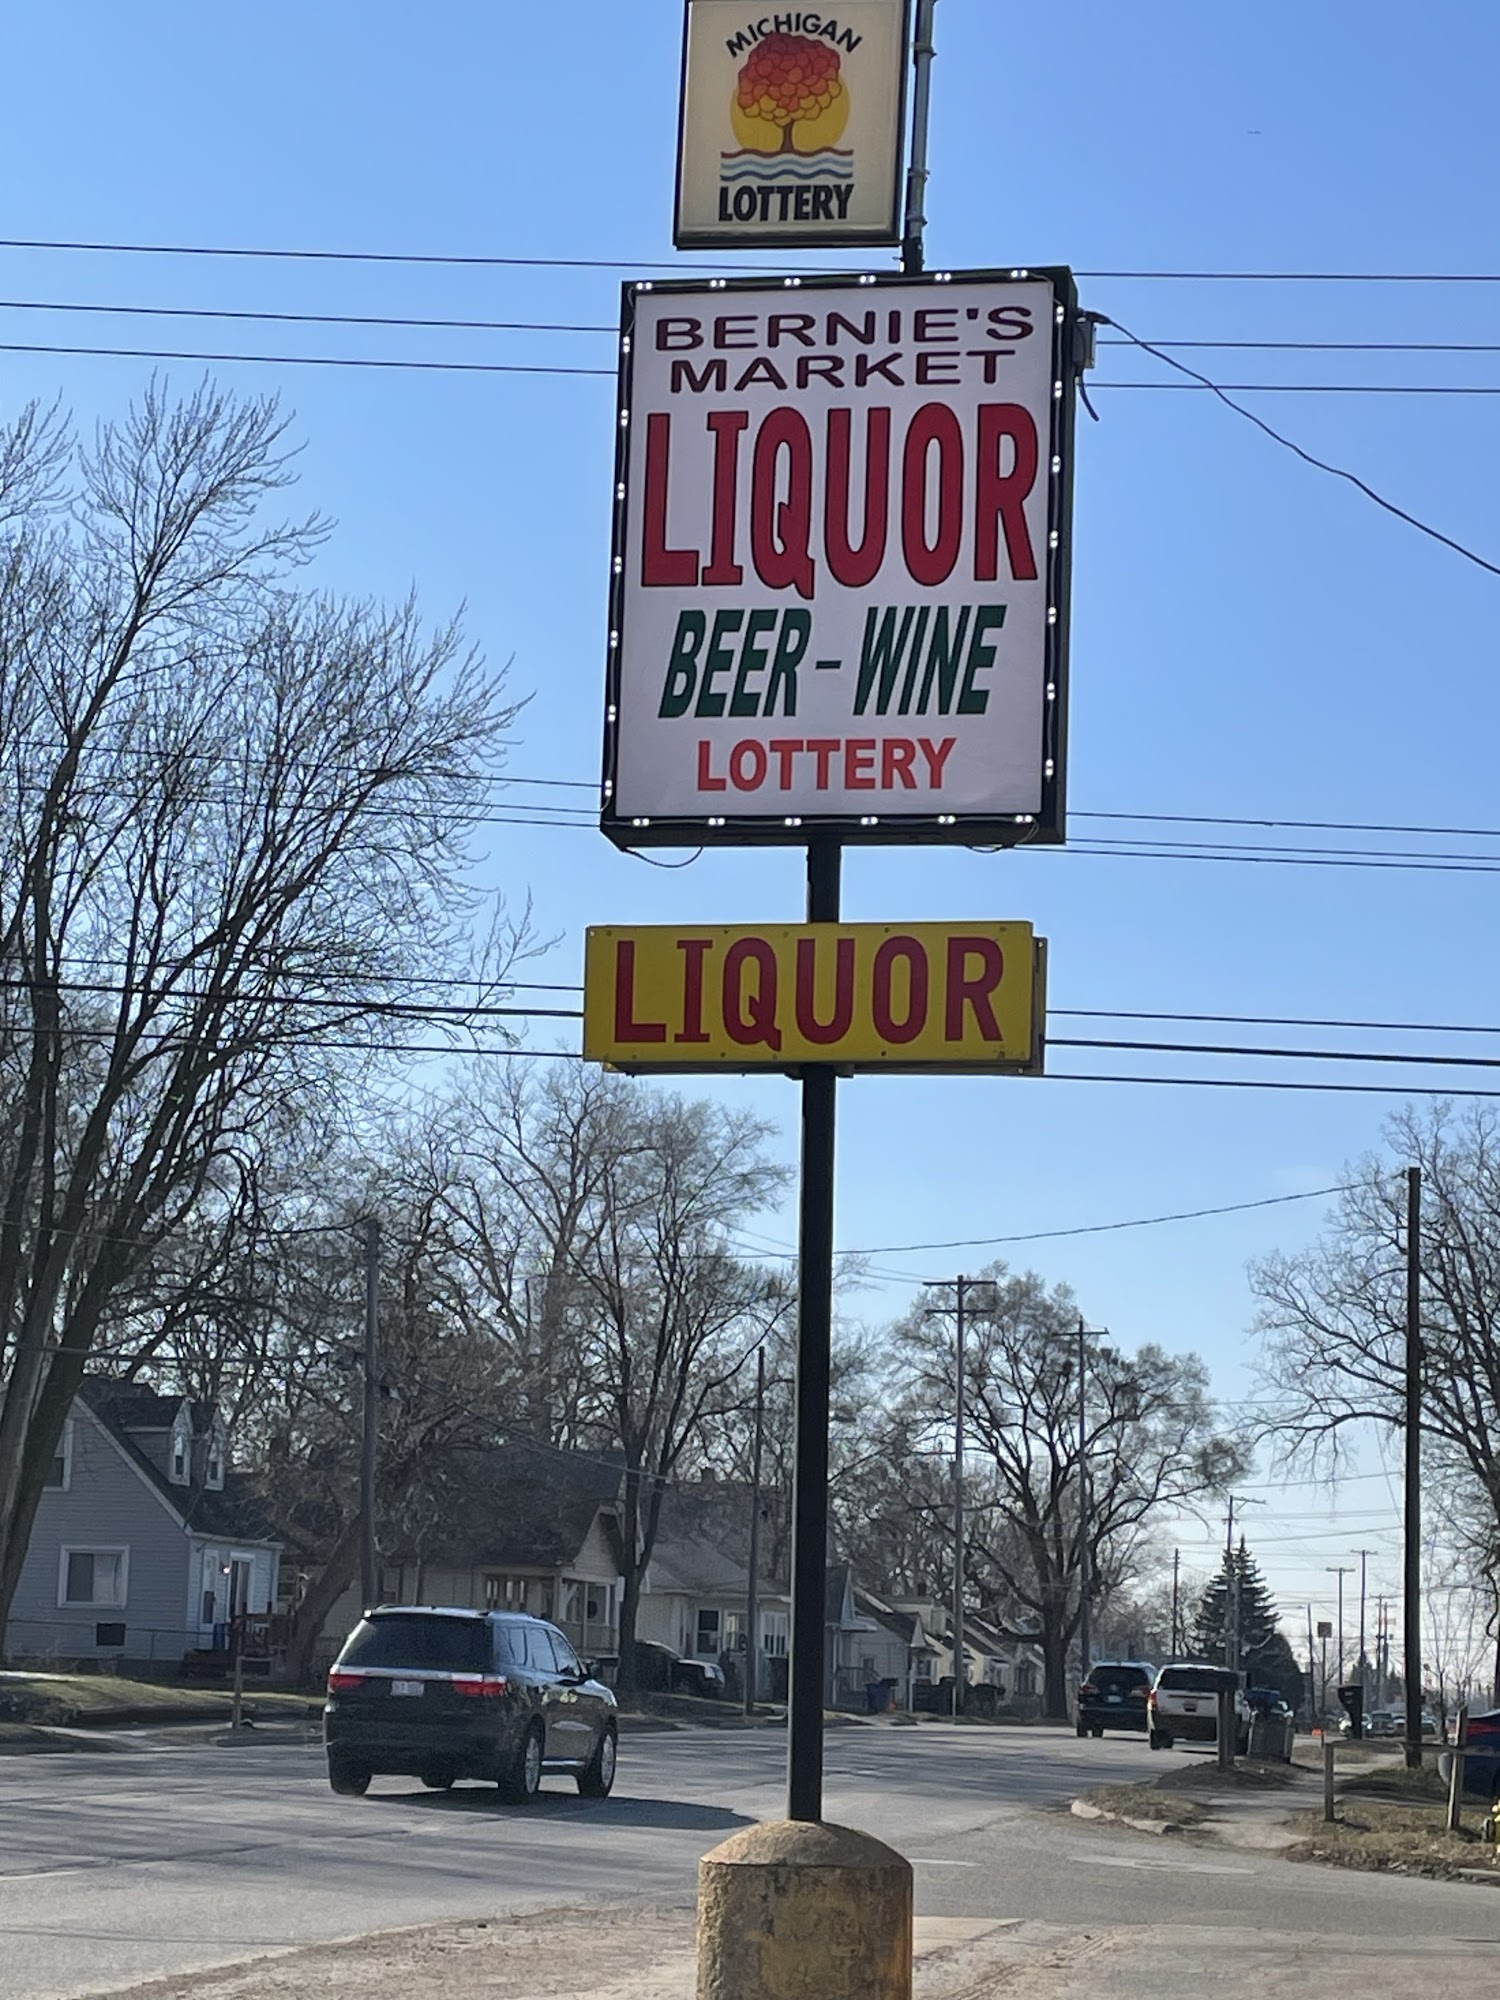 MICHIGAN
LOTTERY
BERNIE'S
MARKET
LIQUOR
BEER - WINE
LOTTERY
LIQUOR